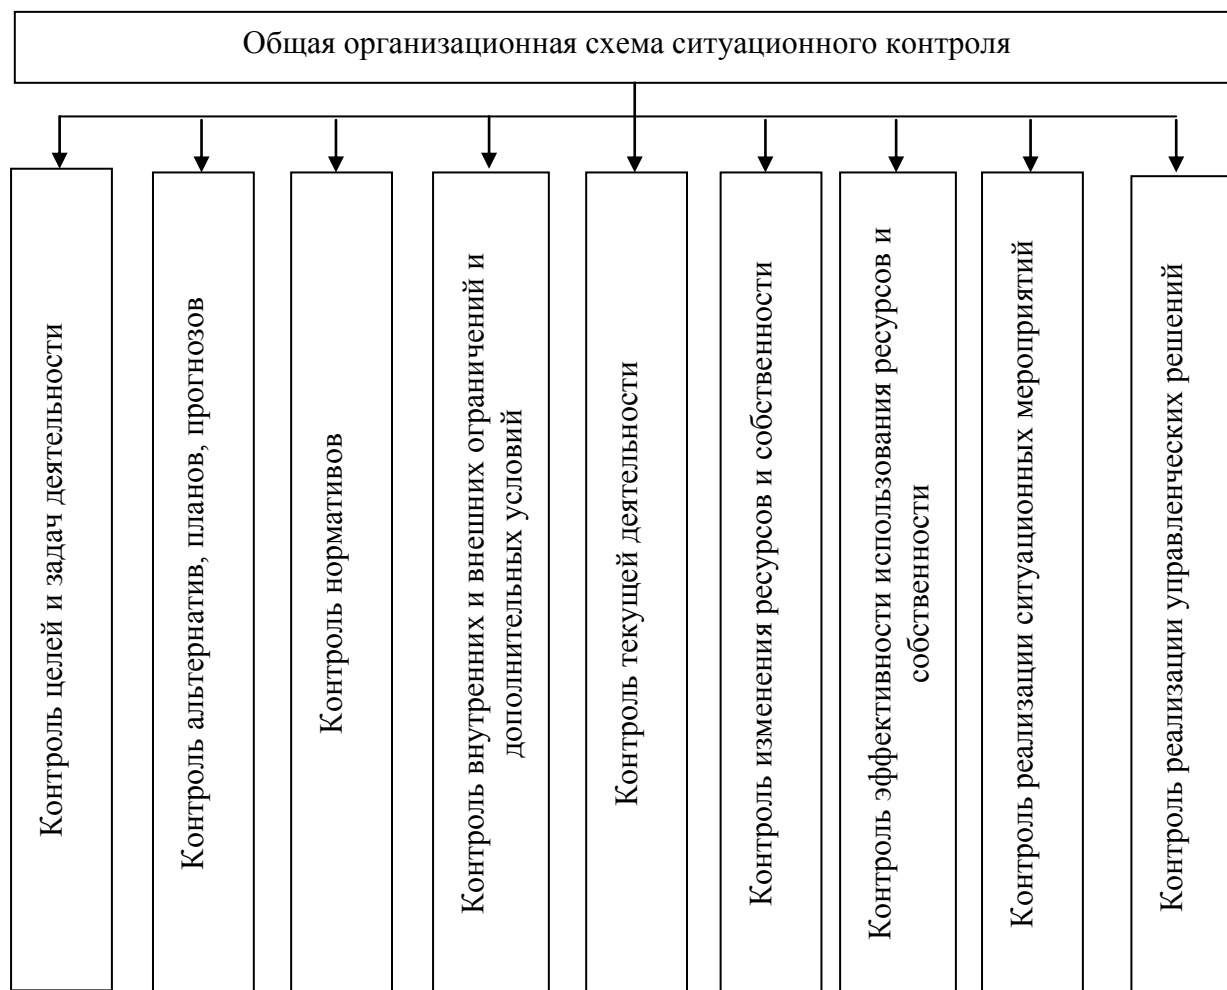 Общая организационная схема ситуационного контроля
Контроль целей и задач деятельности
Контроль альтернатив, планов, прогнозов
Контроль нормативов
Контроль внутренних и внешних ограничений и
дополнительных условий
Контроль текущей деятельности
Контроль изменения ресурсов и собственности
Контроль эффективности использования ресурсов и
собственности
Контроль реализации ситуационных мероприятий
Контроль реализации управленческих решений